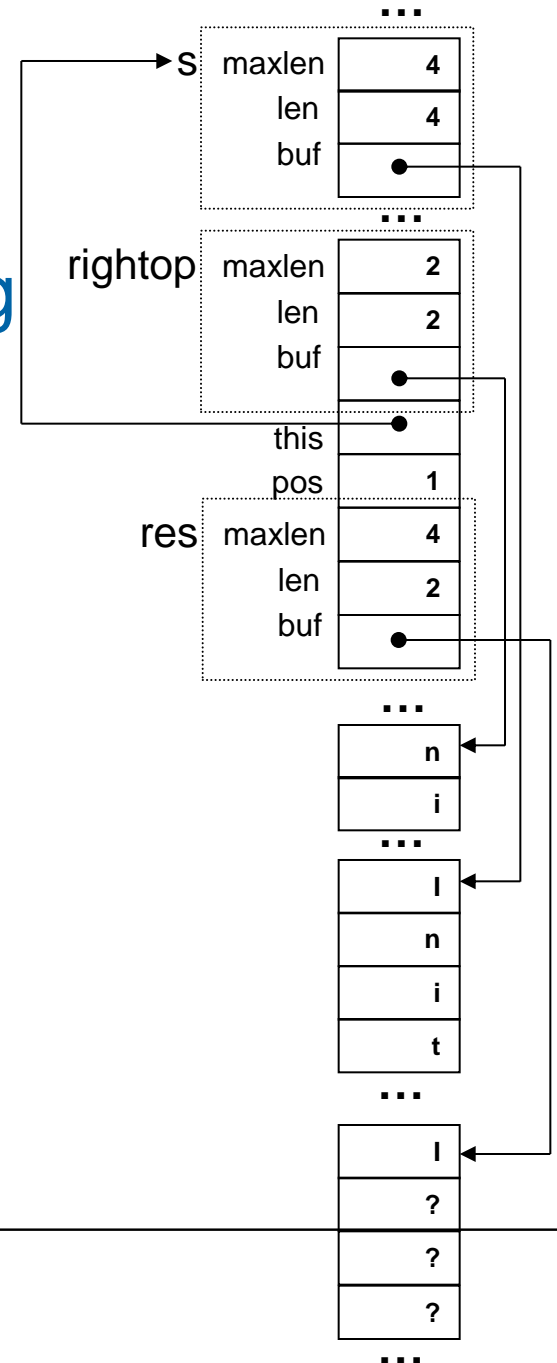 ...
s maxlen 4
len 4
buf
...
g
rightop maxlen 2
len 2
buf
this
pos 1
res maxlen 4
len 2
buf
...
n
i
...
I
n
i
t
...
I
?
?
?
...